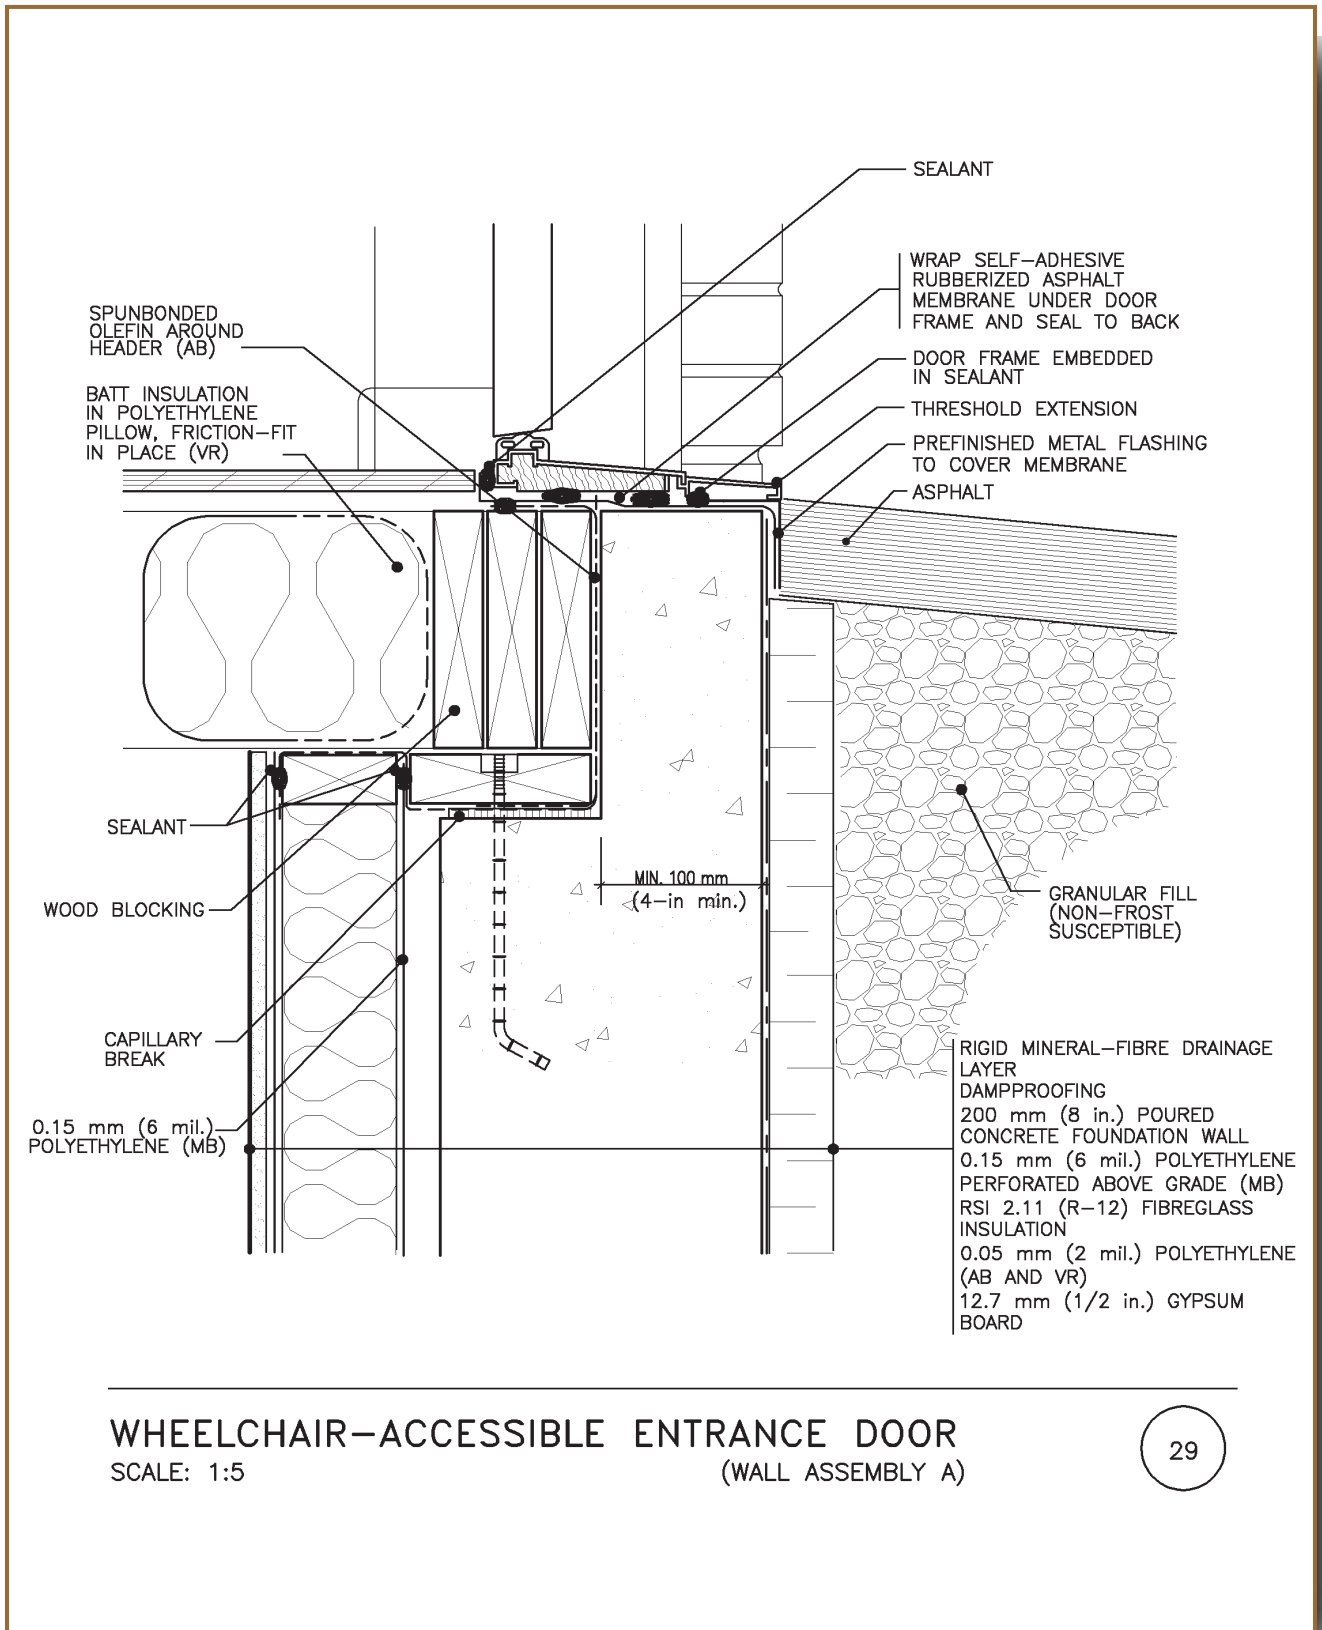 SEALANT
WRAP SELF-ADHESIVE
RUBBERIZED ASPHALT
MEMBRANE UNDER DOOR
FRAME AND SEAL TO BACK
SPUNBONDED
OLEFIN AROUND
HEADER (AB)
DOOR FRAME EMBEDDED
IN SEALANT
BATT INSULATION
IN POLYETHYLENE
PILLOW, FRICTION-FIT
IN PLACE (VR)
THRESHOLD EXTENSION
PREFINISHED METAL FLASHING
TO COVER MEMBRANE
ASPHALT
SEALANT
MIN. 100 mm
(4-in min.)
WOOD BLOCKING
GRANULAR FILL
(NON-FROST
SUSCEPTIBLE)
CAPILLARY
BREAK
0.15 mm (6 mil.)
POLYETHYLENE (MB)
RIGID MINERAL-FIBRE DRAINAGE
LAYER
DAMPPROOFING
200 mm (8 in.) POURED
CONCRETE FOUNDATION WALL
0.15 mm (6 mil.) POLYETHYLENE
PERFORATED ABOVE GRADE (MB)
RSI 2.11 (R-12) FIBREGLASS
INSULATION
0.05 mm (2 mil.) POLYETHYLENE
(AB AND VR)
12.7 mm (1/2 in.) GYPSUM
BOARD
WHEELCHAIR-ACCESSIBLE ENTRANCE DOOR
SCALE: 1:5
(WALL ASSEMBLY A)
29